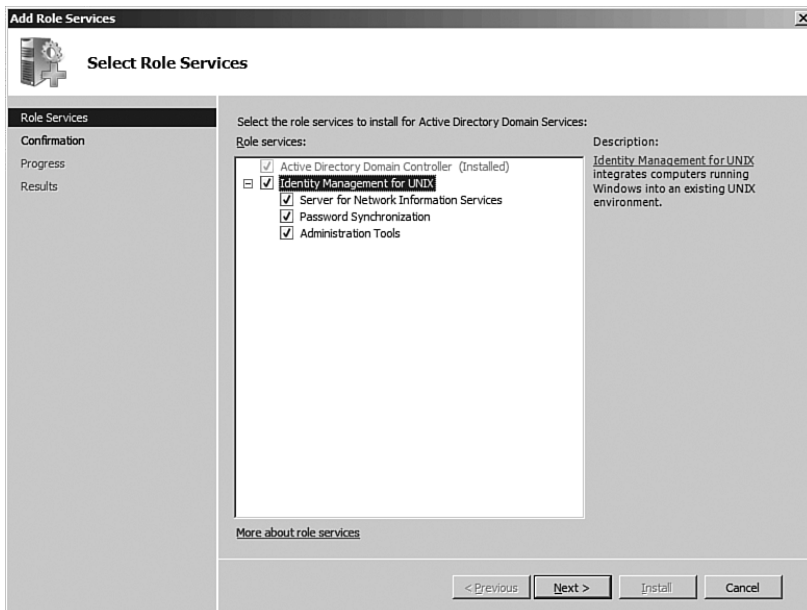 Add Role Services
Select Role Services
Role Services
Confirmation
Progress
Results
Select the role services to install for Active Directory Domain Services:
Role services:
Active Directory Domain Controller (Installed)
Identity Management for UNIX
Server for Network Information Services
Password Synchronization
Administration Tools
More about role services
Description:
Identity Management for UNIX
integrates computers running
Windows into an existing UNIX
environment.
< Previous
Next >
Install
Cancel